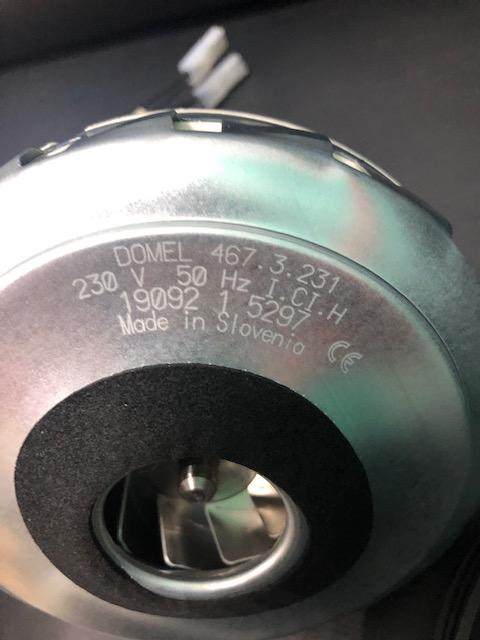 DOMEL 467.3.231
230 V 50 Hz I.CI.H
19092 1 5297
Made in Slovenia CE